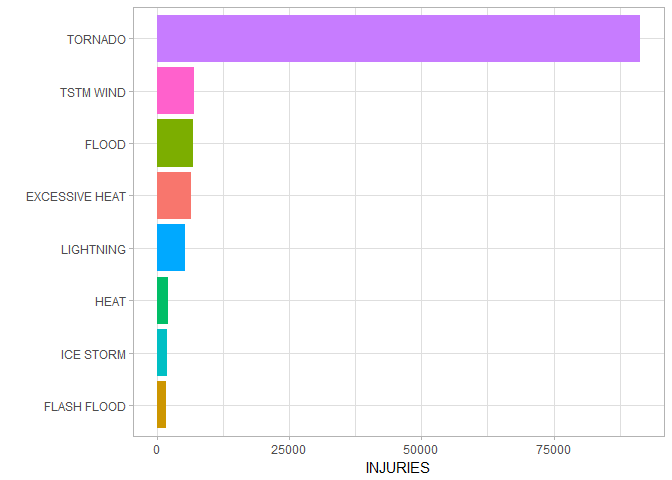 TORNADO
TSTM WIND
FLOOD
EXCESSIVE HEAT
LIGHTNING
HEAT
ICE STORM
FLASH FLOOD
0 25000 50000 75000
INJURIES